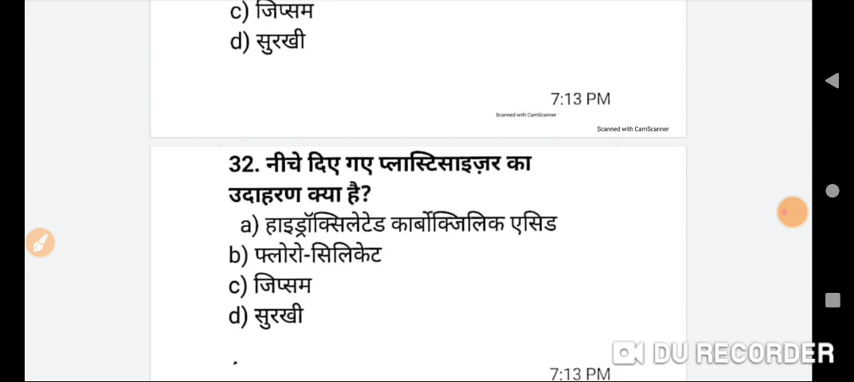 c) जिप्सम
d) सुरखी
7:13 PM
Scanned with CamScanner
Scanned with CamScanner
32. नीचे दिए गए प्लास्टिसाइज़र का
उदाहरण क्या है?
a) हाइड्रॉक्सिलेटेड कार्बोक्जिलिक एसिड
b) फ्लोरो-सिलिकेट
c) जिप्सम
d) सुरखी
DU RECORDER
7:13 PM